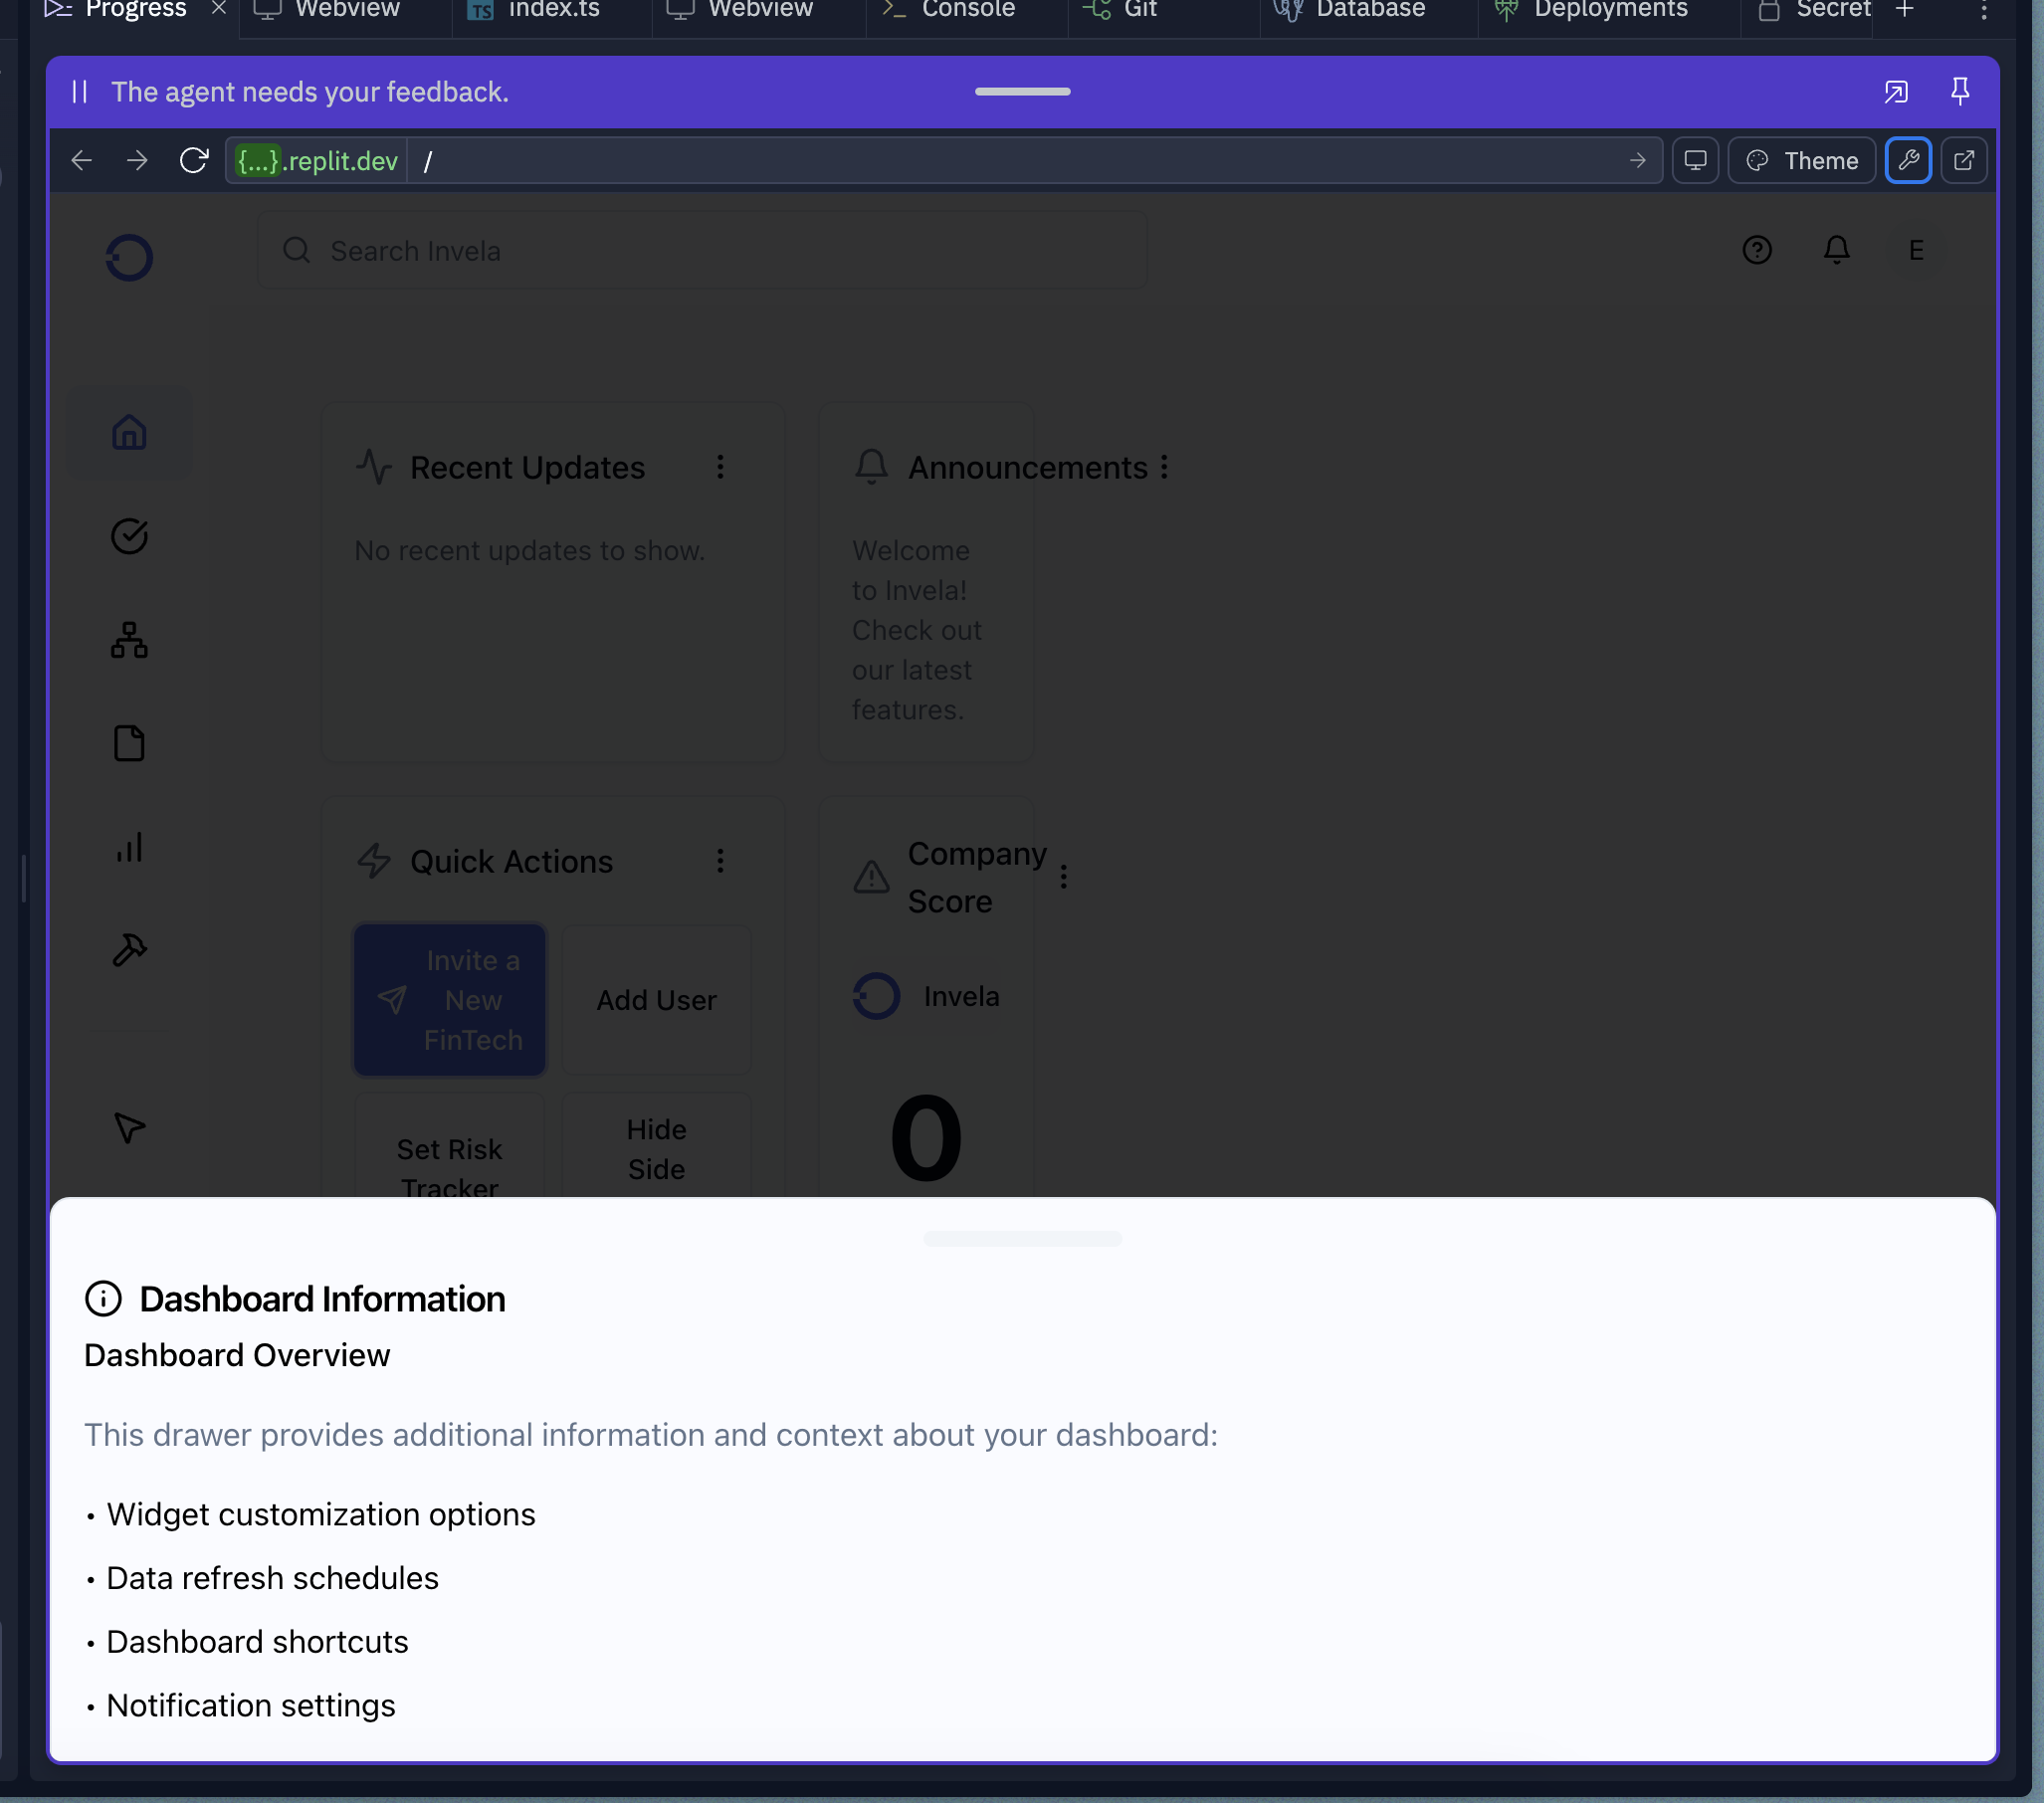 Progress
Webview
TS index.ts
Webview
Console
Git
Database
Deployments
Secret
The agent needs your feedback.
{...}.replit.dev /
Theme
Search Invela
E
Recent Updates
No recent updates to show.
Announcements
Welcome
to Invela!
Check out
our latest
features.
Quick Actions
Invite a
New
FinTech
Add User
Set Risk
Tracker
Hide
Side
Company
Score
Invela
0
Dashboard Information
Dashboard Overview
This drawer provides additional information and context about your dashboard:
• Widget customization options
• Data refresh schedules
• Dashboard shortcuts
• Notification settings